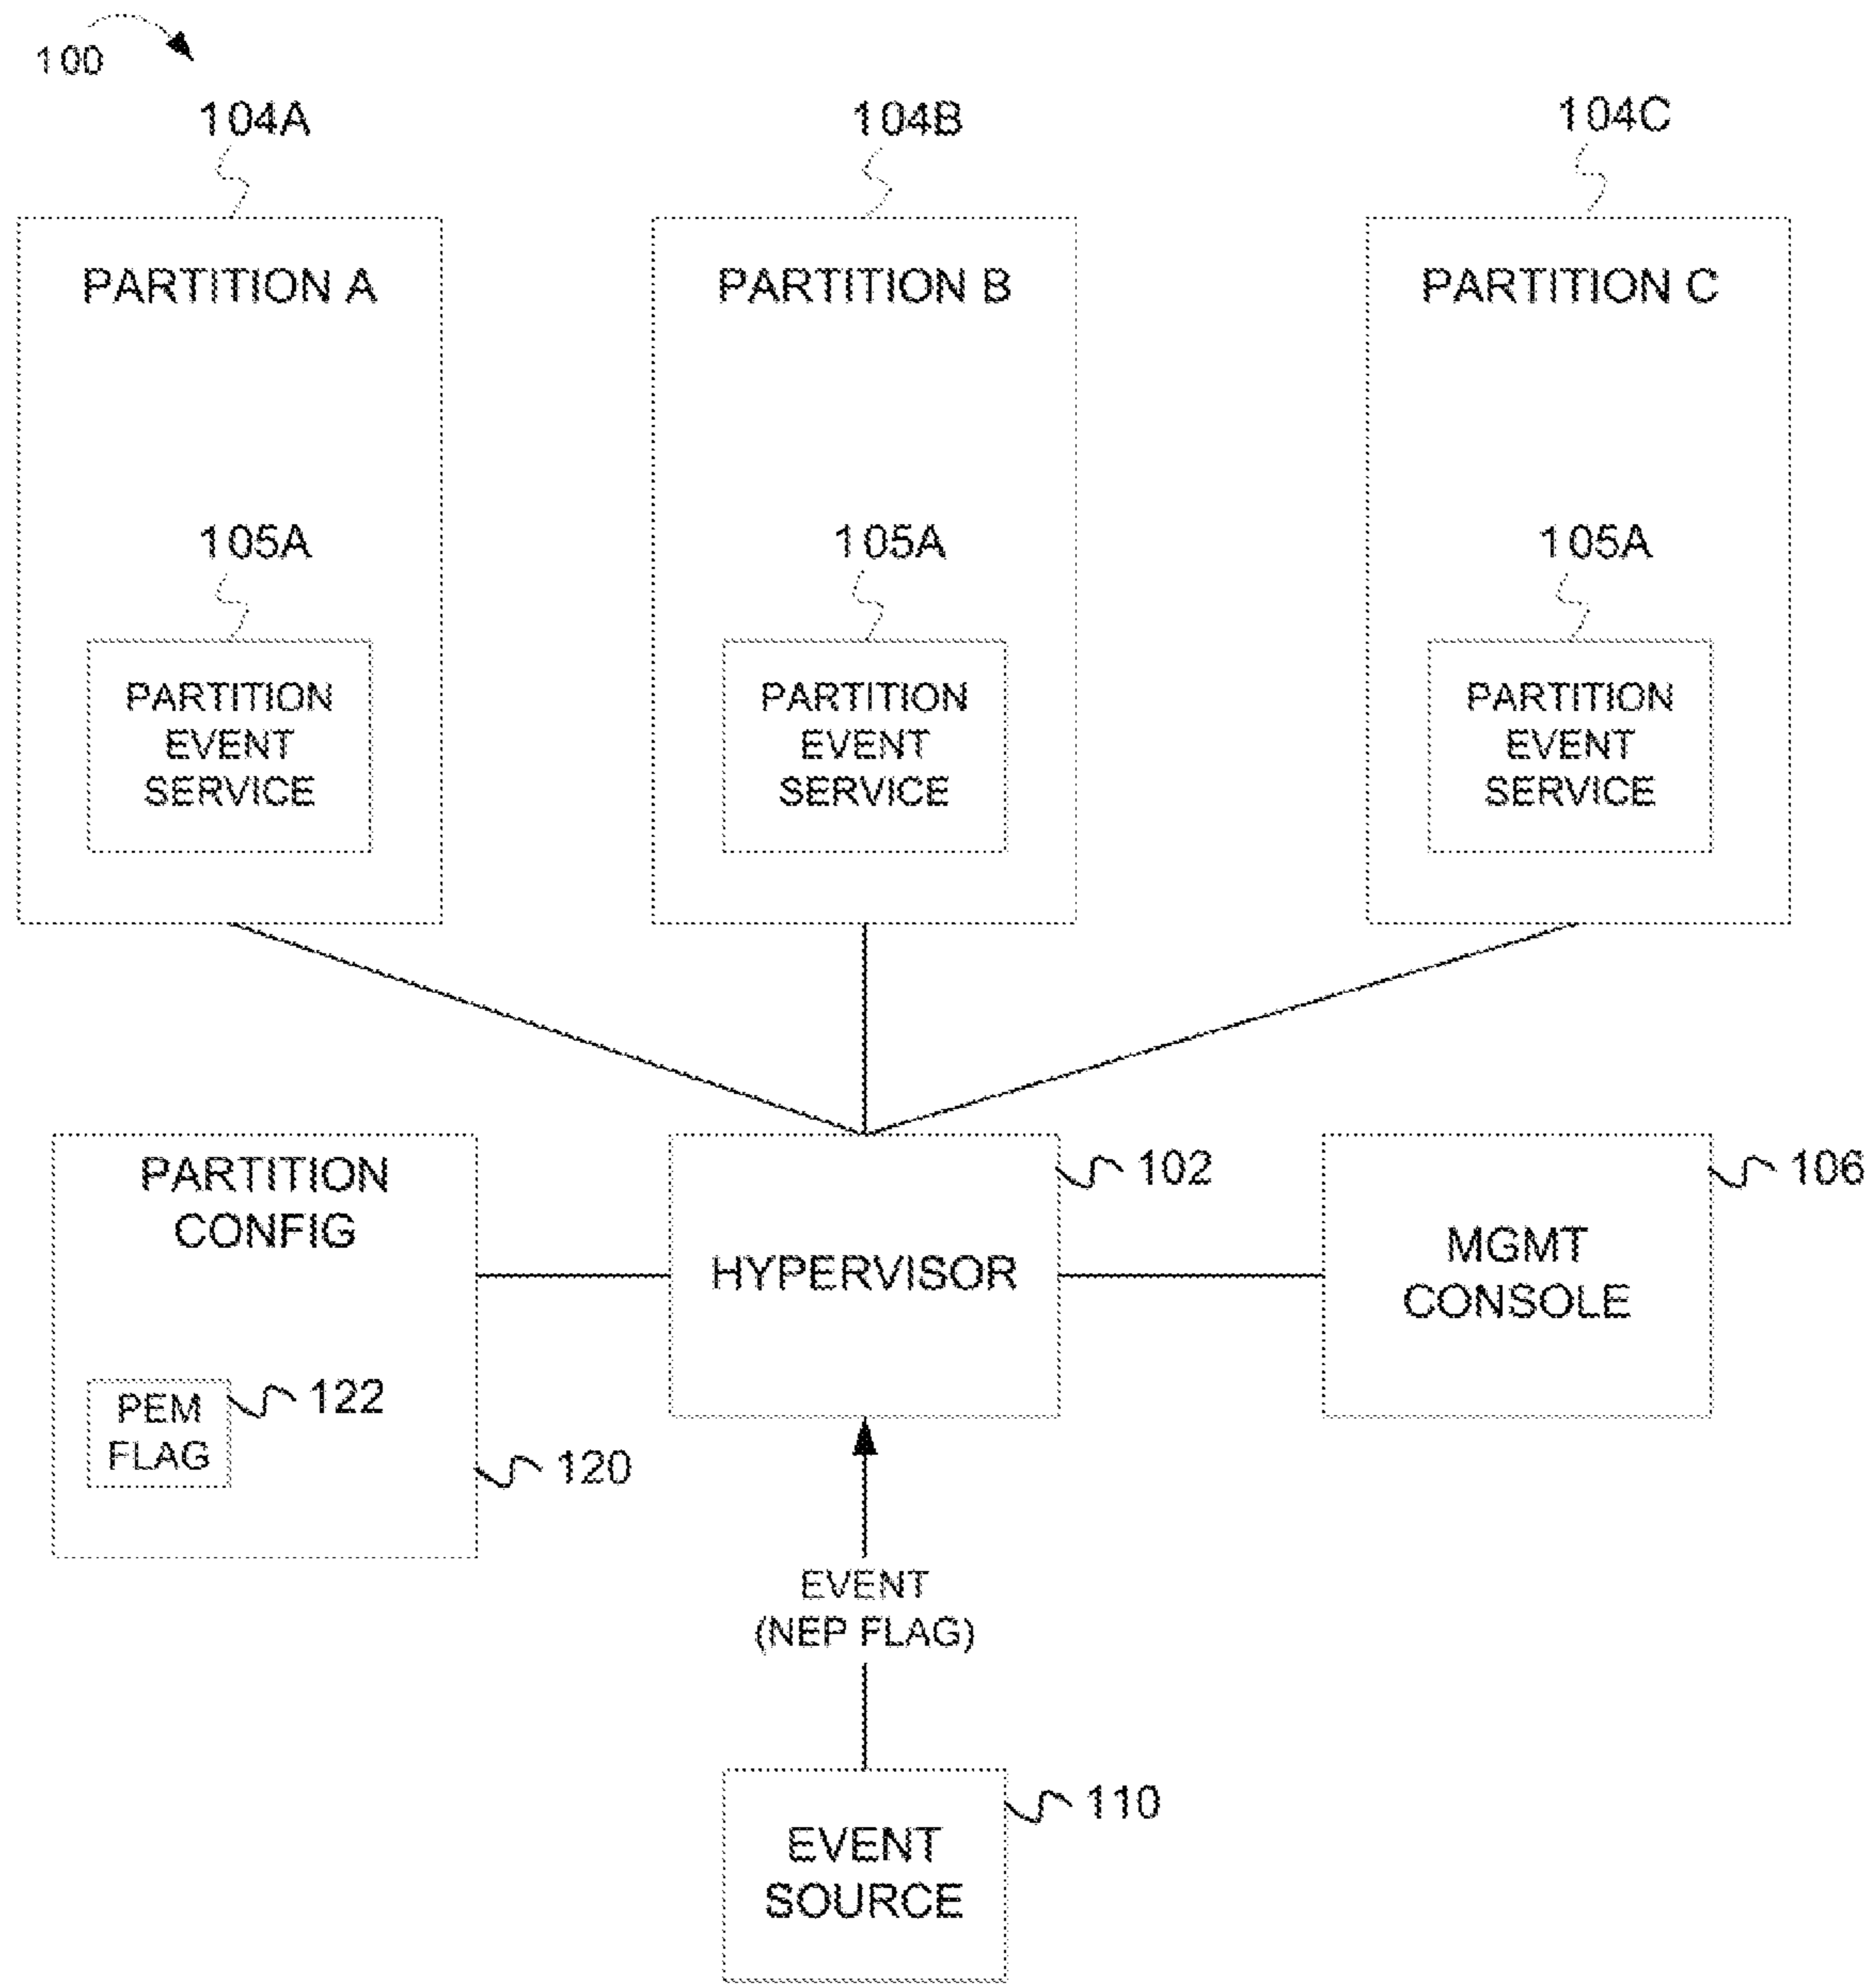 100
104A
104B
104C
PARTITION A
PARTITION B
PARTITION C
105A
105A
105A
PARTITION
EVENT
SERVICE
PARTITION
EVENT
SERVICE
PARTITION
EVENT
SERVICE
PARTITION
CONFIG
PEM
FLAG
122
120
HYPERVISOR
102
MGMT
CONSOLE
106
EVENT
(NEP FLAG)
EVENT
SOURCE
110